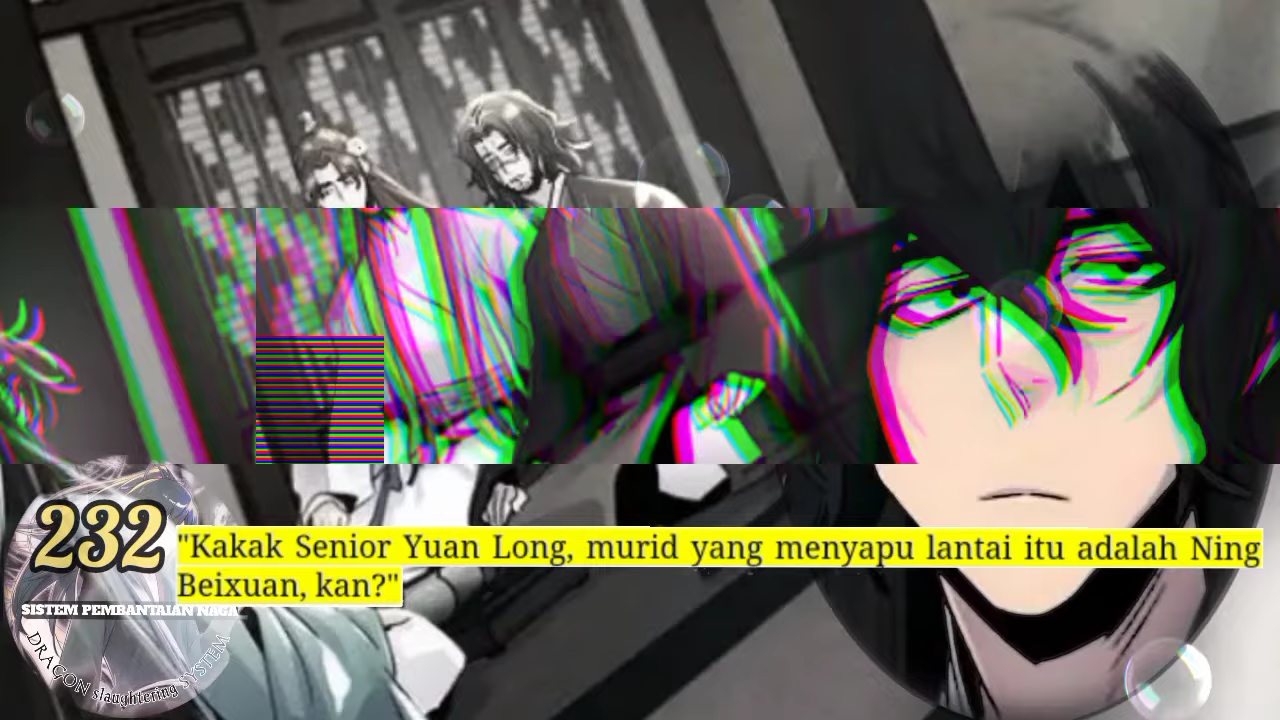 232
"Kakak Senior Yuan Long, murid yang menyapu lantai itu adalah Ning
Beixuan, kan?"
SISTEM PEMBANTAIAN NAGA
DRAGON slaughtering SYSTEM